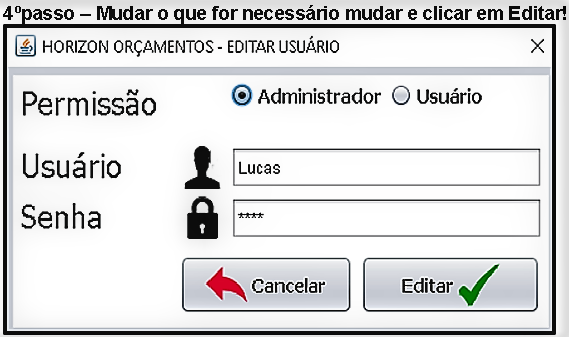 4ºpasso – Mudar o que for necessário mudar e clicar em Editar!
HORIZON ORÇAMENTOS - EDITAR USUÁRIO
Permissão Administrador Usuário
Usuário Lucas
Senha ****
Cancelar Editar